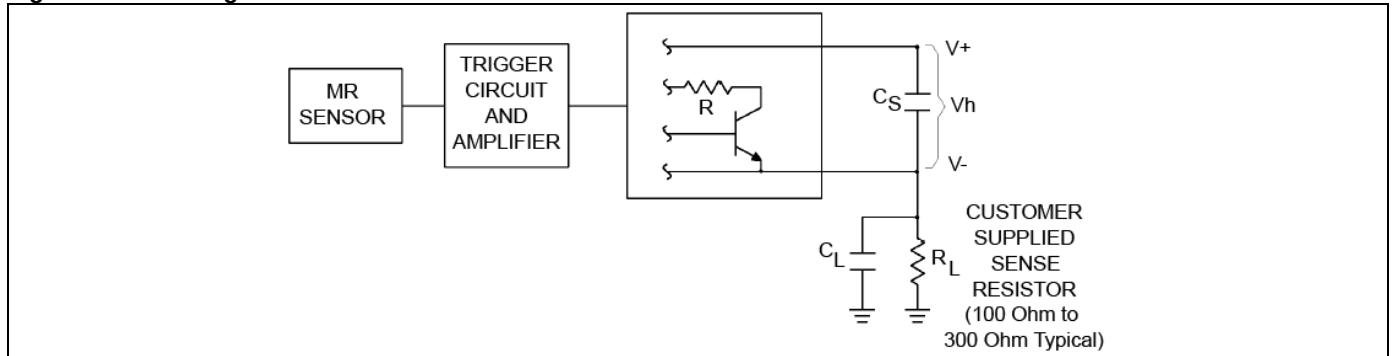 MR
SENSOR
TRIGGER
CIRCUIT
AND
AMPLIFIER
R
CS
V+
Vh
V-
CL
RL
CUSTOMER
SUPPLIED
SENSE
RESISTOR
(100 Ohm to
300 Ohm Typical)